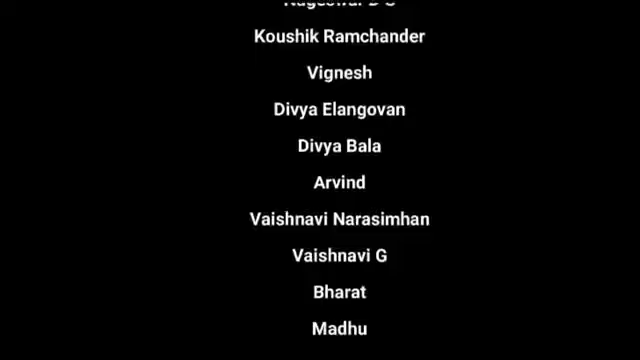 Koushik Ramchander
Vignesh
Divya Elangovan
Divya Bala
Arvind
Vaishnavi Narasimhan
Vaishnavi G
Bharat
Madhu